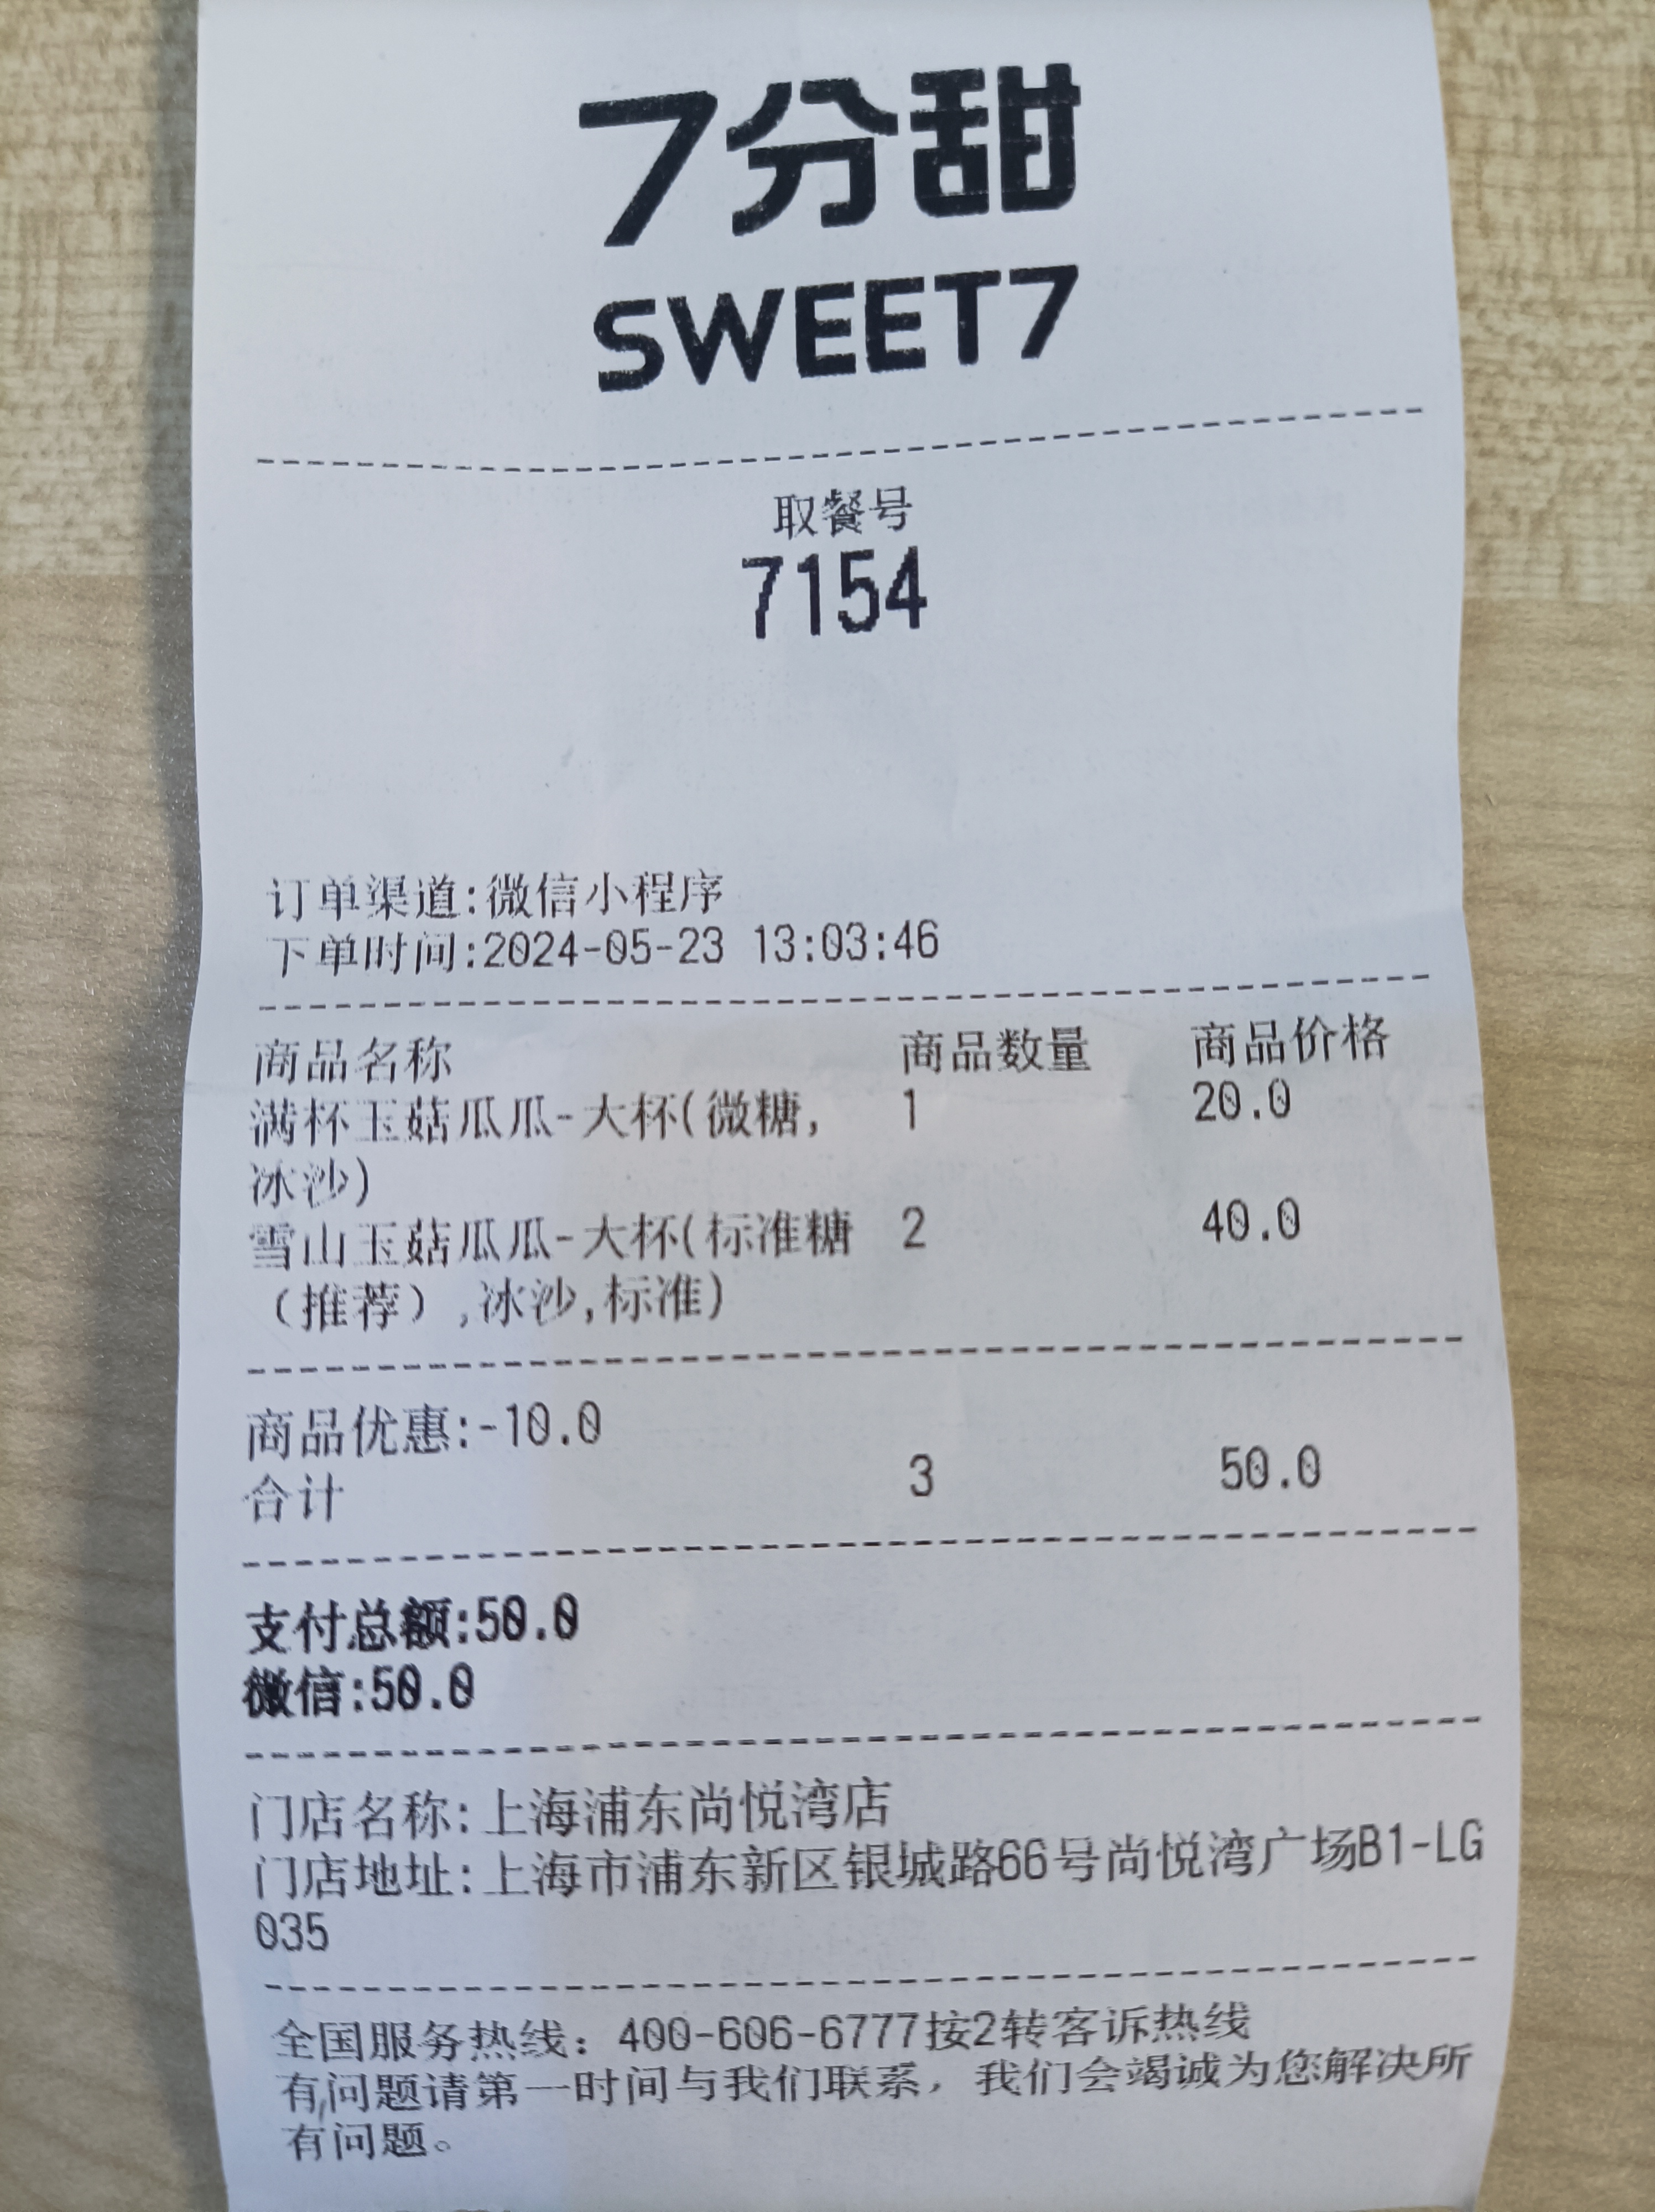 7分甜
SWEET7
取餐号
7154
订单渠道:微信小程序
下单时间:2024-05-23 13:03:46
商品名称 商品数量 商品价格
满杯玉菇瓜瓜-大杯(微糖, 1 20.0
冰沙)
雪山玉菇瓜瓜-大杯(标准糖 2 40.0
（推荐）,冰沙,标准)
商品优惠:-10.0
合计 3 50.0
支付总额:50.0
微信:50.0
门店名称:上海浦东尚悦湾店
门店地址:上海市浦东新区银城路66号尚悦湾广场B1-LG
035
全国服务热线：400-606-6777按2转客诉热线
有问题请第一时间与我们联系，我们会竭诚为您解决所
有问题。